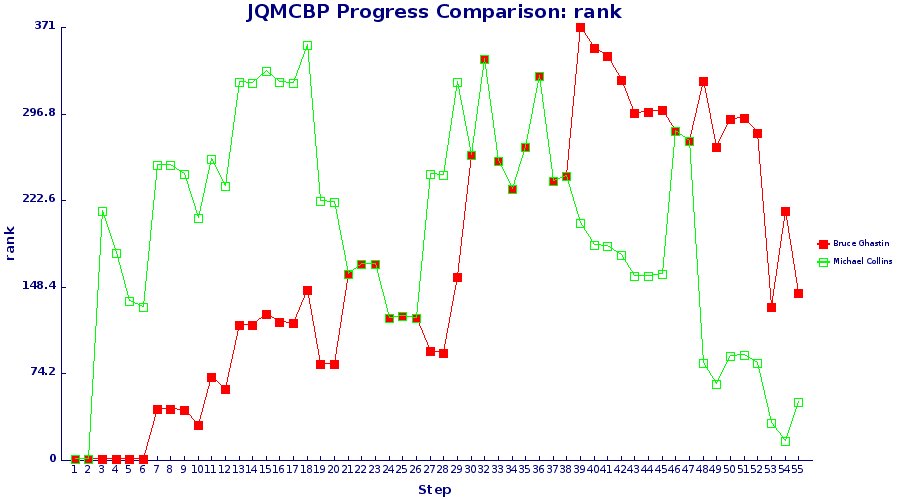 JQMCBP Progress Comparison: rank
371
296.8
222.6
148.4
74.2
0
rank
1 2 3 4 5 6 7 8 9 10 11 12 13 14 15 16 17 18 19 20 21 22 23 24 25 26 27 28 29 30 31 32 33 34 35 36 37 38 39 40 41 42 43 44 45 46 47 48 49 50 51 52 53 54 55
Step
Bruce Ghastin
Michael Collins